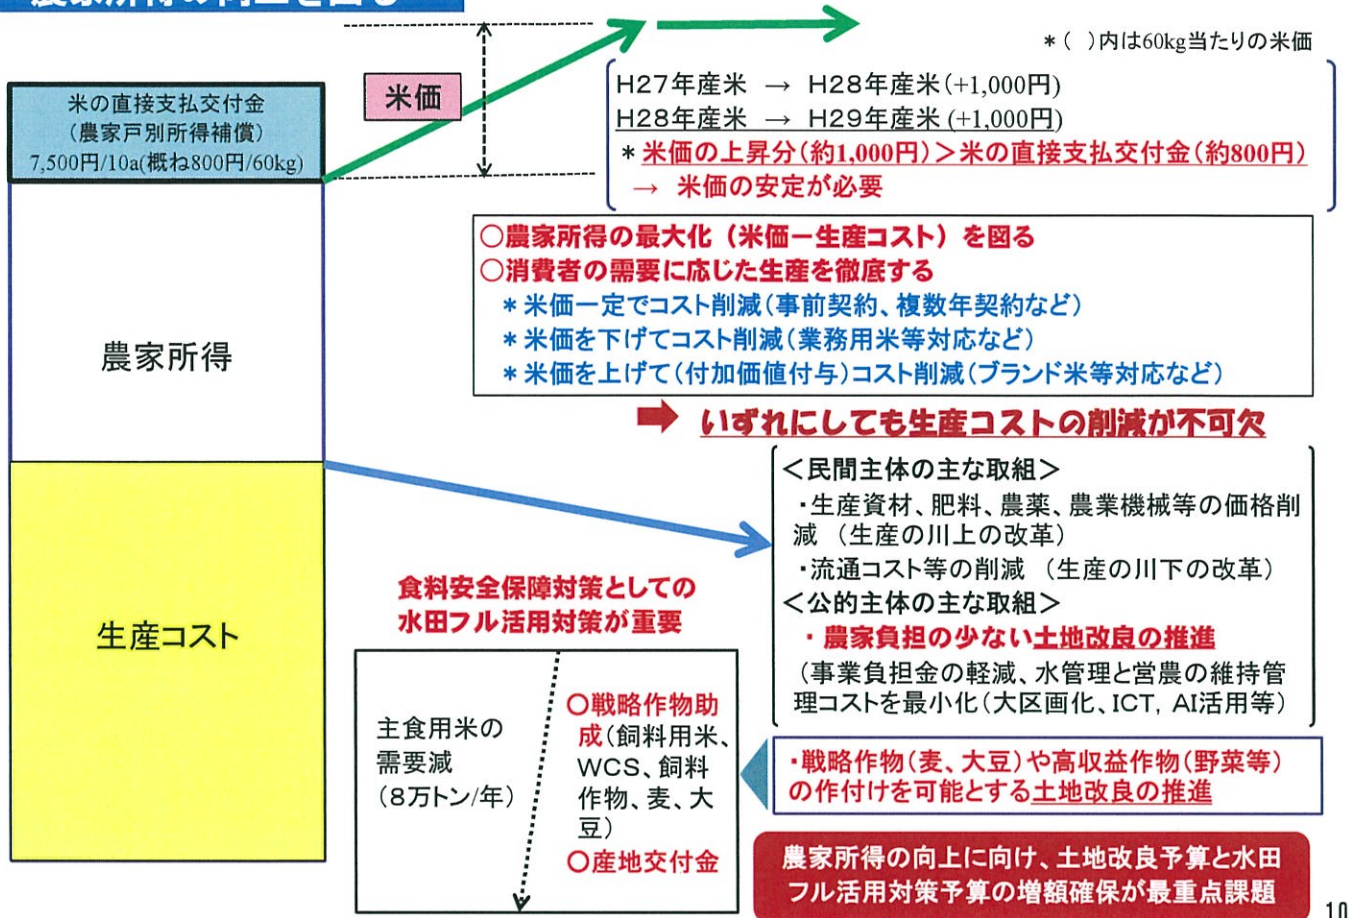 農家所得の向上を図る
＊（　）内は60kg当たりの米価
米の直接支払交付金
（農家戸別所得補償）
7,500円/10a(概ね800円/60kg)
米価
H27年産米 → H28年産米(+1,000円)
H28年産米 → H29年産米(+1,000円)
＊米価の上昇分(約1,000円)＞米の直接支払交付金(約800円)
→ 米価の安定が必要
○農家所得の最大化（米価－生産コスト）を図る
○消費者の需要に応じた生産を徹底する
＊米価一定でコスト削減(事前契約、複数年契約など)
＊米価を下げてコスト削減(業務用米等対応など)
＊米価を上げて(付加価値付与)コスト削減(ブランド米等対応など)
農家所得
いずれにしても生産コストの削減が不可欠
＜民間主体の主な取組＞
・生産資材、肥料、農薬、農業機械等の価格削
減 （生産の川上の改革）
・流通コスト等の削減 （生産の川下の改革）
＜公的主体の主な取組＞
・農家負担の少ない土地改良の推進
（事業負担金の軽減、水管理と営農の維持管
理コストを最小化(大区画化、ICT, AI活用等）
生産コスト
食料安全保障対策としての
水田フル活用対策が重要
主食用米の
需要減
（8万トン/年）
○戦略作物助
成(飼料用米、
WCS、飼料
作物、麦、大
豆）
○産地交付金
・戦略作物(麦、大豆)や高収益作物(野菜等)
の作付けを可能とする土地改良の推進
農家所得の向上に向け、土地改良予算と水田
フル活用対策予算の増額確保が最重点課題
10